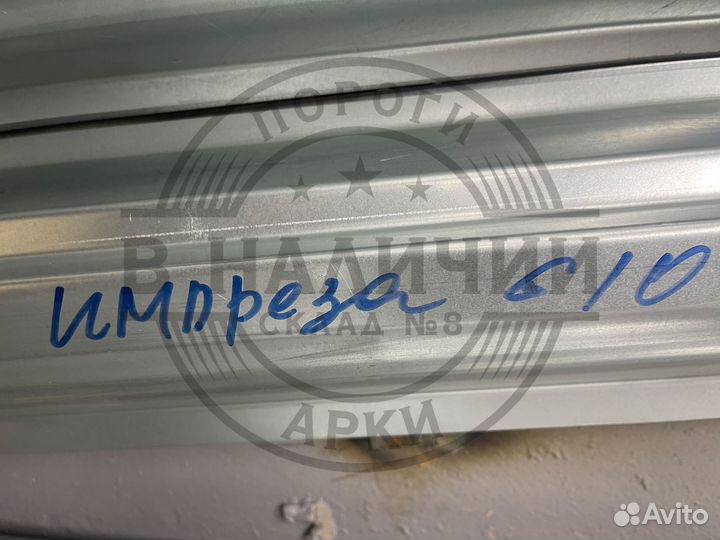 ПОРОГИ
В НАЛИЧИИ
импреза G10
СКЛАД №8
АРКИ
Avito